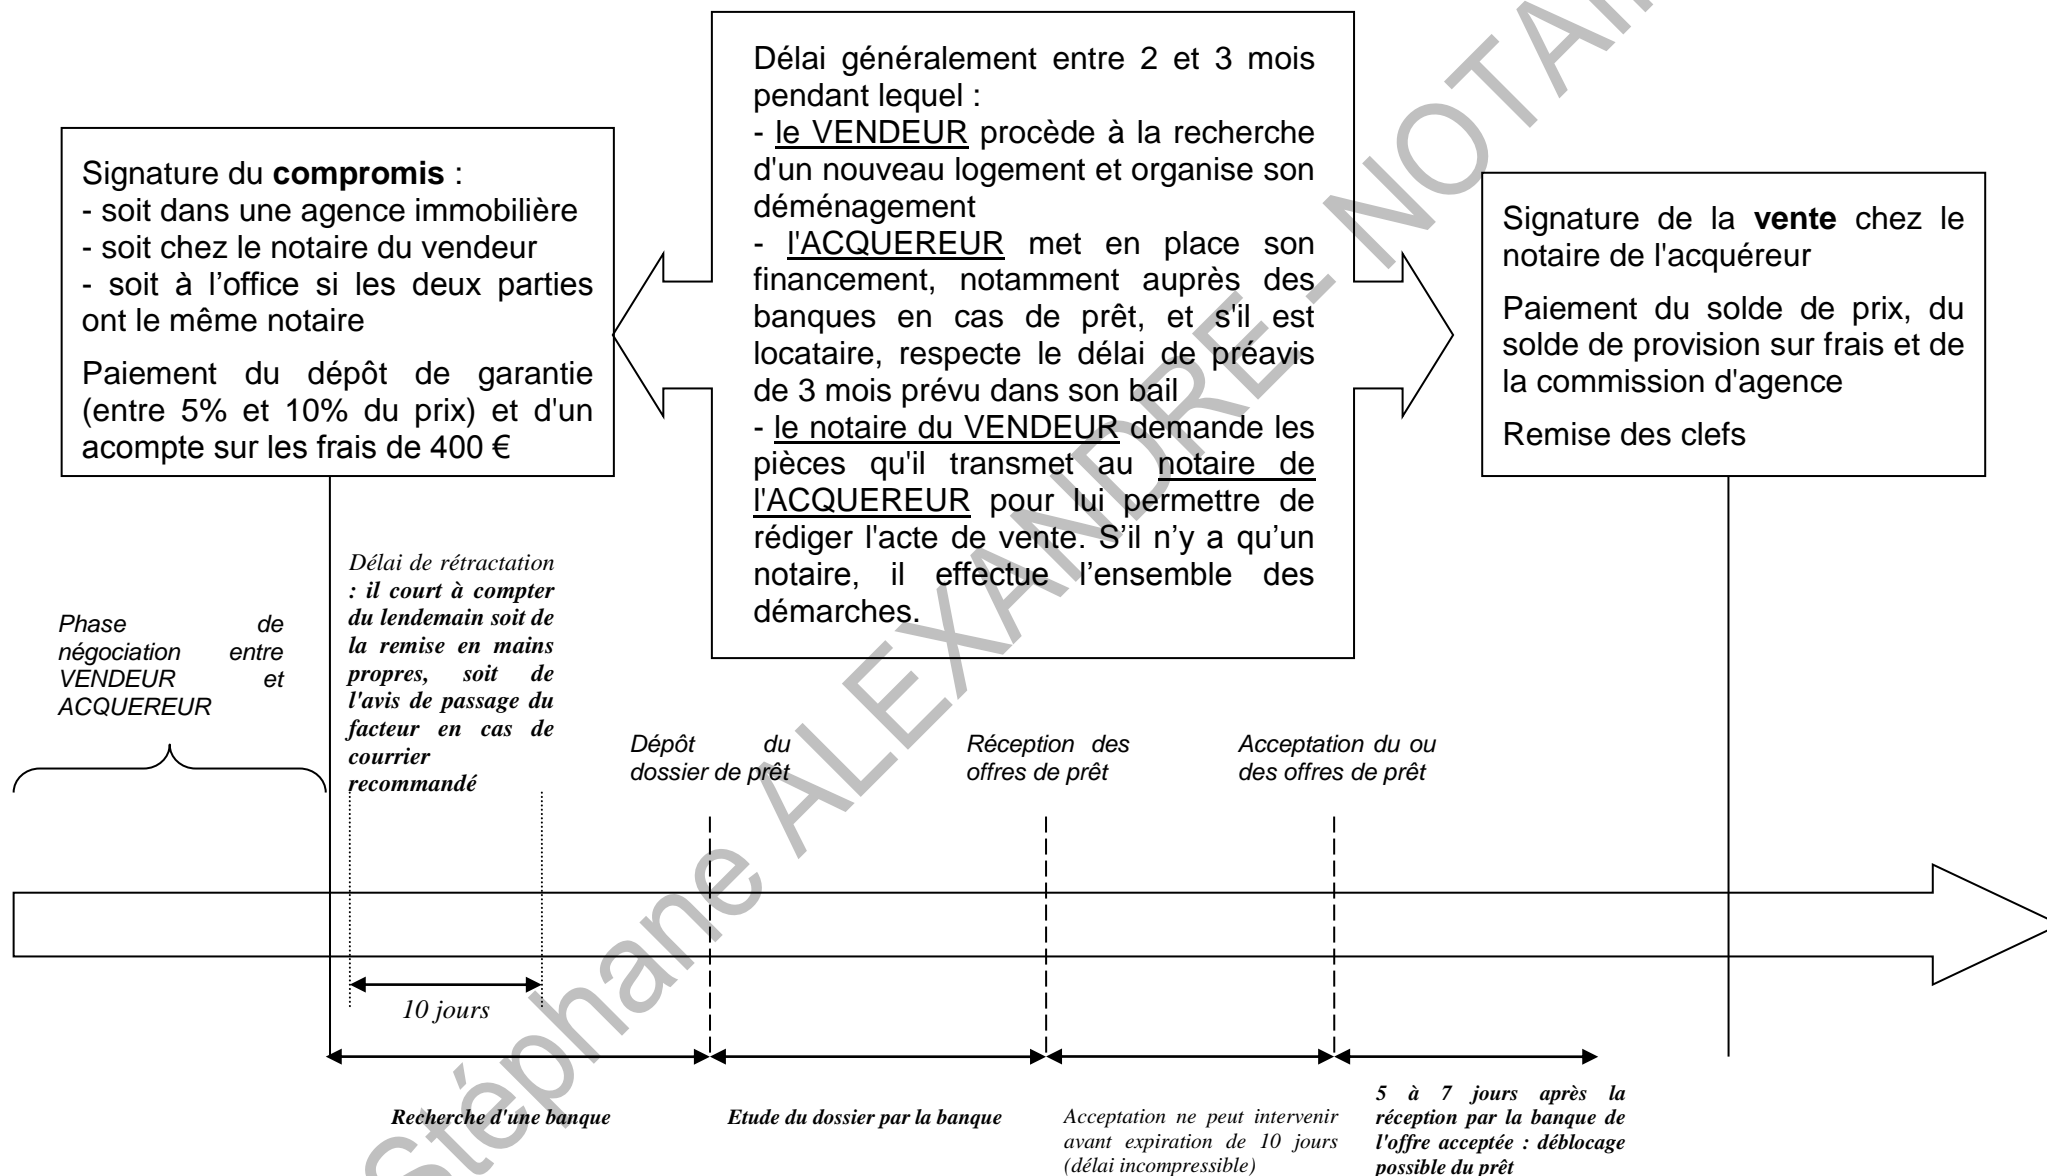 Signature du compromis :
- soit dans une agence immobilière
- soit chez le notaire du vendeur
- soit à l’office si les deux parties
ont le même notaire
Paiement du dépôt de garantie
(entre 5% et 10% du prix) et d'un
acompte sur les frais de 400 €
Délai généralement entre 2 et 3 mois
pendant lequel :
- le VENDEUR procède à la recherche
d'un nouveau logement et organise son
déménagement
- l'ACQUEREUR met en place son
financement, notamment auprès des
banques en cas de prêt, et s'il est
locataire, respecte le délai de préavis
de 3 mois prévu dans son bail
- le notaire du VENDEUR demande les
pièces qu'il transmet au notaire de
l'ACQUEREUR pour lui permettre de
rédiger l'acte de vente. S’il n’y a qu’un
notaire, il effectue l’ensemble des
démarches.
Signature de la vente chez le
notaire de l'acquéreur
Paiement du solde de prix, du
solde de provision sur frais et de
la commission d'agence
Remise des clefs
Phase de
négociation entre
VENDEUR et
ACQUEREUR
Délai de rétractation
: il court à compter
du lendemain soit de
la remise en mains
propres, soit de
l'avis de passage du
facteur en cas de
courrier
recommandé
Dépôt du
dossier de prêt
Réception des
offres de prêt
Acceptation du ou
des offres de prêt
10 jours
Recherche d'une banque
Etude du dossier par la banque
Acceptation ne peut intervenir
avant expiration de 10 jours
(délai incompressible)
5 à 7 jours après la
réception par la banque de
l'offre acceptée : déblocage
possible du prêt
Stéphane ALEXANDRE - NOTAI